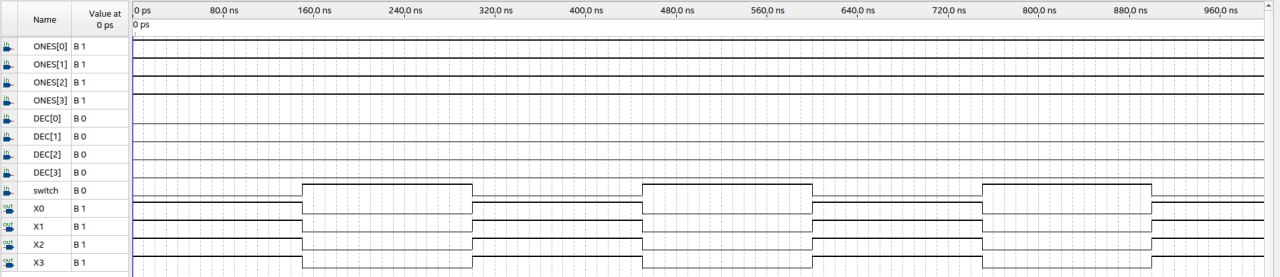 Name Value at 0 ps
0 ps 80.0 ns 160.0 ns 240.0 ns 320.0 ns 400.0 ns 480.0 ns 560.0 ns 640.0 ns 720.0 ns 800.0 ns 880.0 ns 960.0 ns
0 ps
in ONES[0] B 1
in ONES[1] B 1
in ONES[2] B 1
in ONES[3] B 1
in DEC[0] B 0
in DEC[1] B 0
in DEC[2] B 0
in DEC[3] B 0
in switch B 0
out X0 B 1
out X1 B 1
out X2 B 1
out X3 B 1